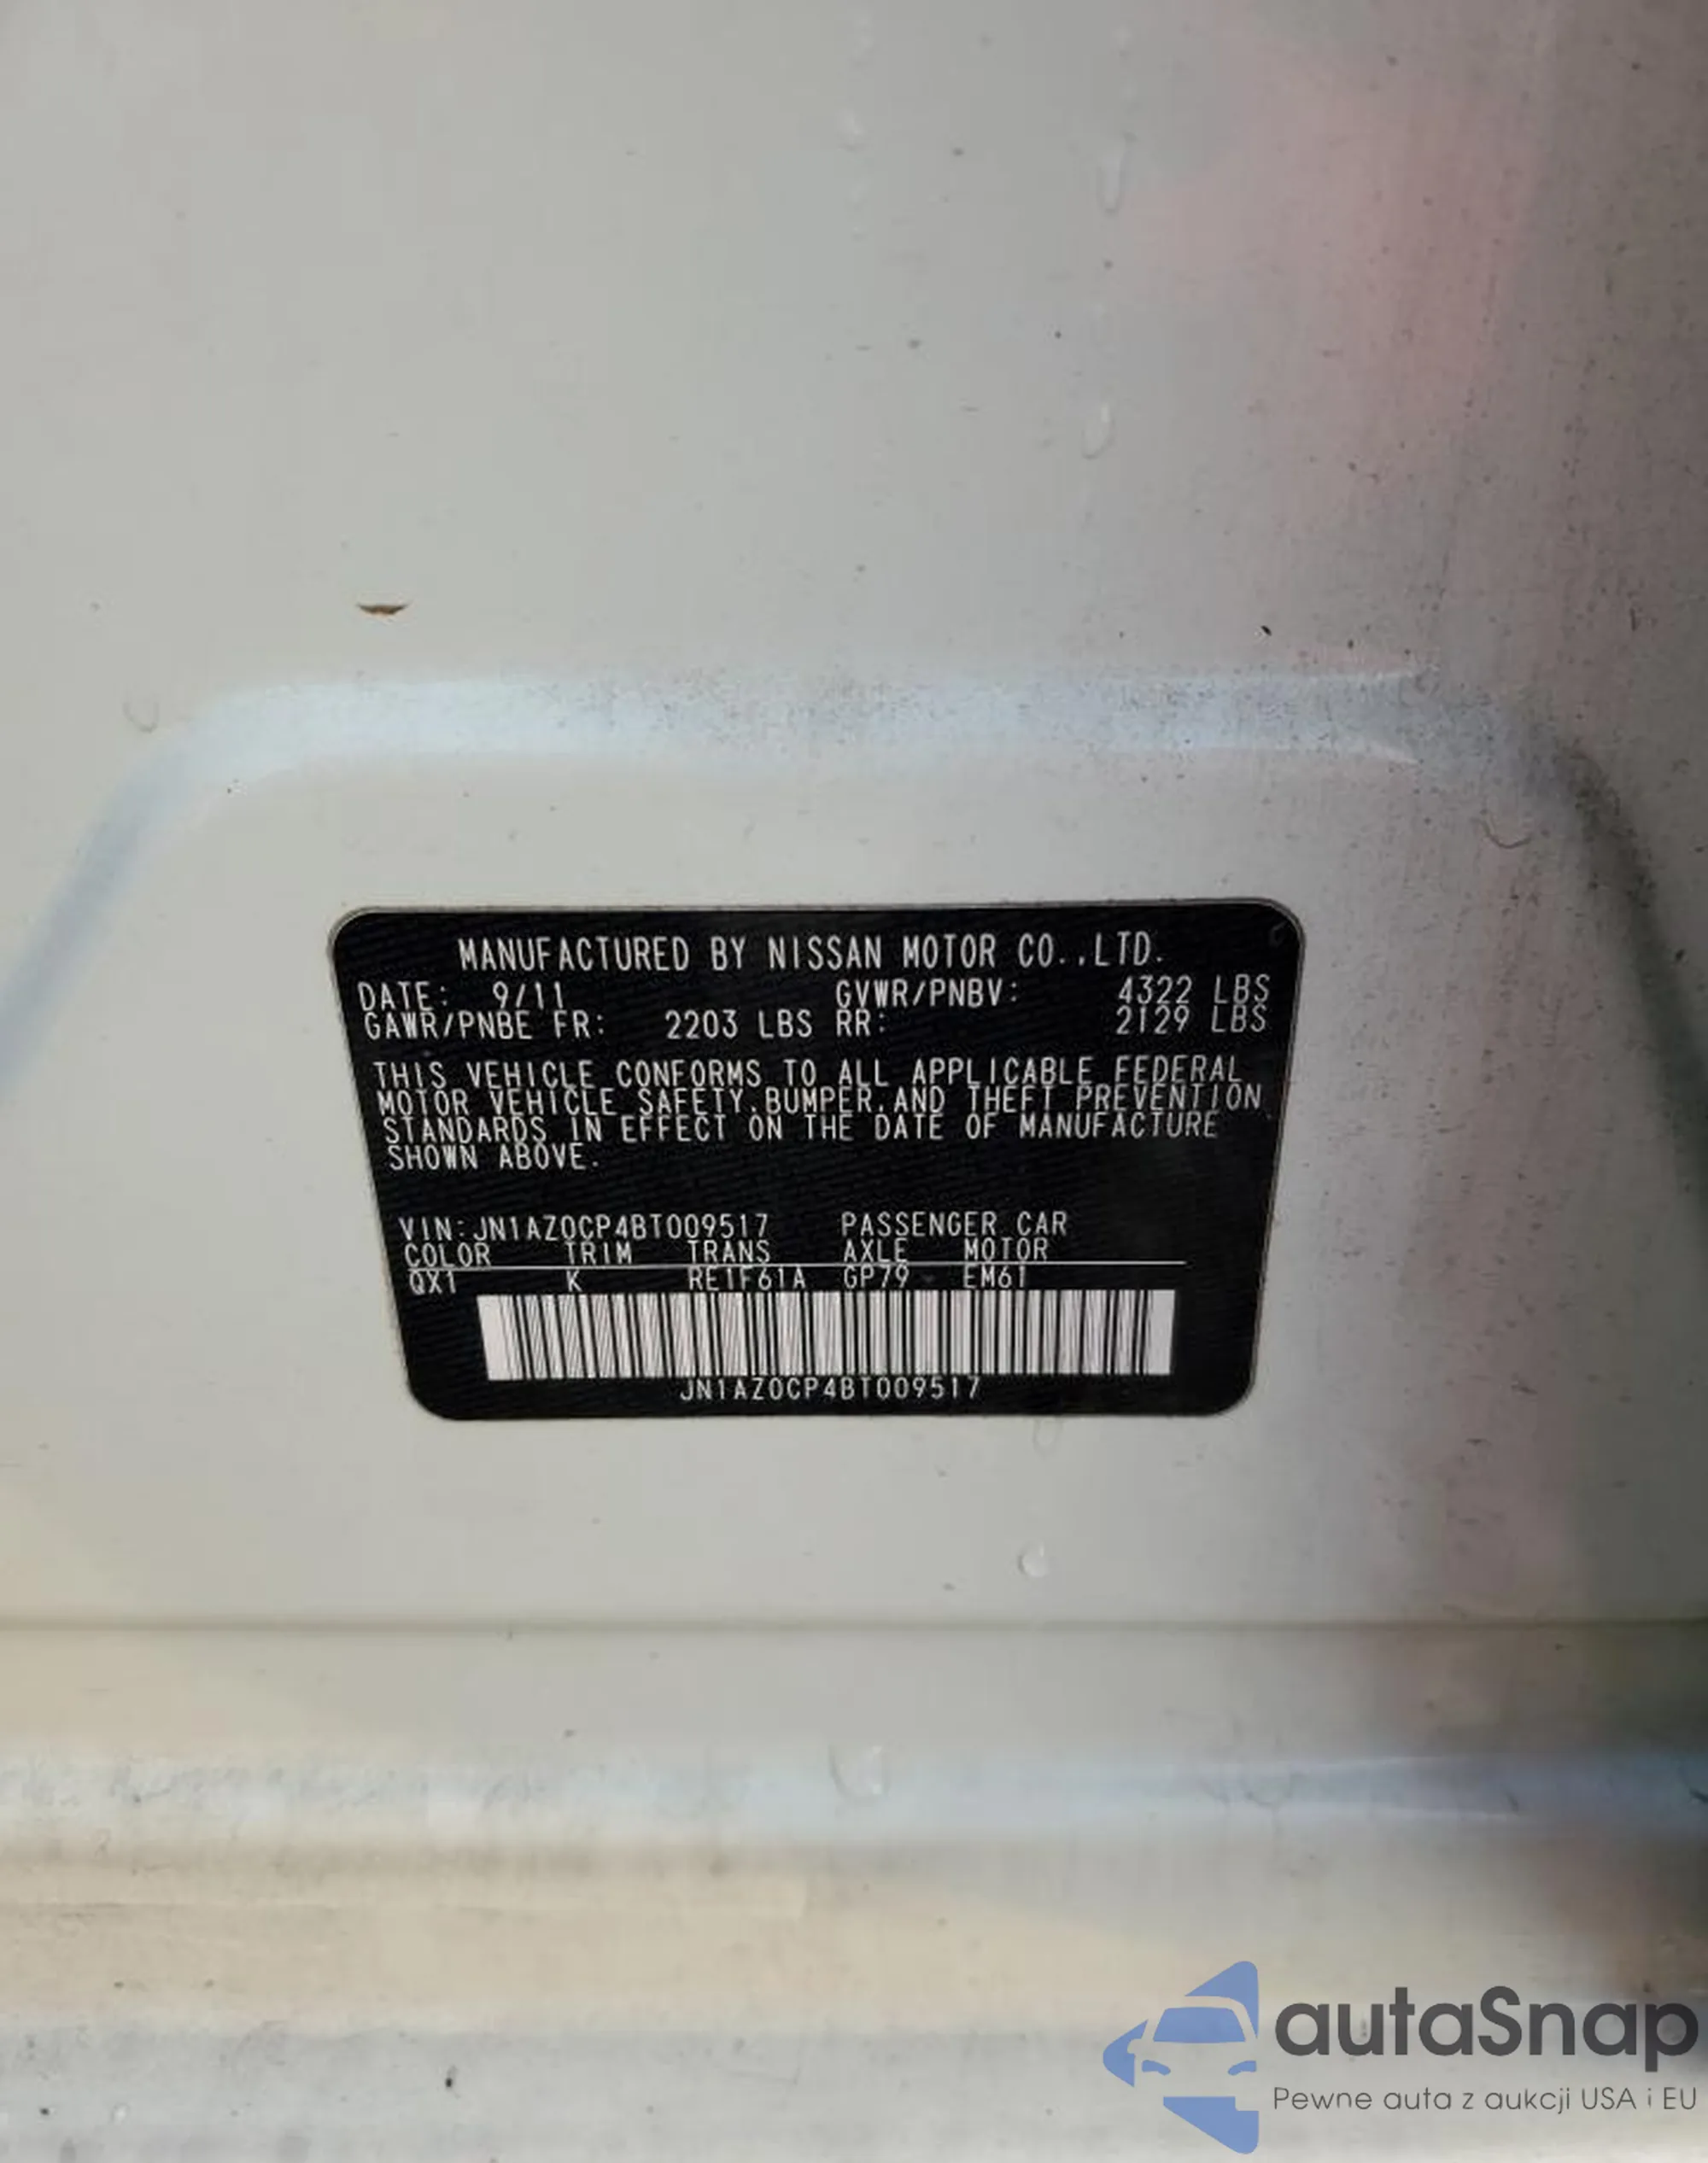 MANUFACTURED BY NISSAN MOTOR CO.,LTD.
DATE: 9/11 GVWR/PNBV: 4322 LBS
GAWR/PNBE FR: 2203 LBS RR: 2129 LBS
THIS VEHICLE CONFORMS TO ALL APPLICABLE FEDERAL
MOTOR VEHICLE SAFETY,BUMPER,AND THEFT PREVENTION
STANDARDS IN EFFECT ON THE DATE OF MANUFACTURE
SHOWN ABOVE.
VIN:JN1AZ0CP4BT009517 PASSENGER CAR
COLOR TRIM TRANS AXLE MOTOR
QX1 K RE1F61A GP79 EM61
JN1AZ0CP4BT009517
autaSnap
Pewne auta z aukcji USA i EU